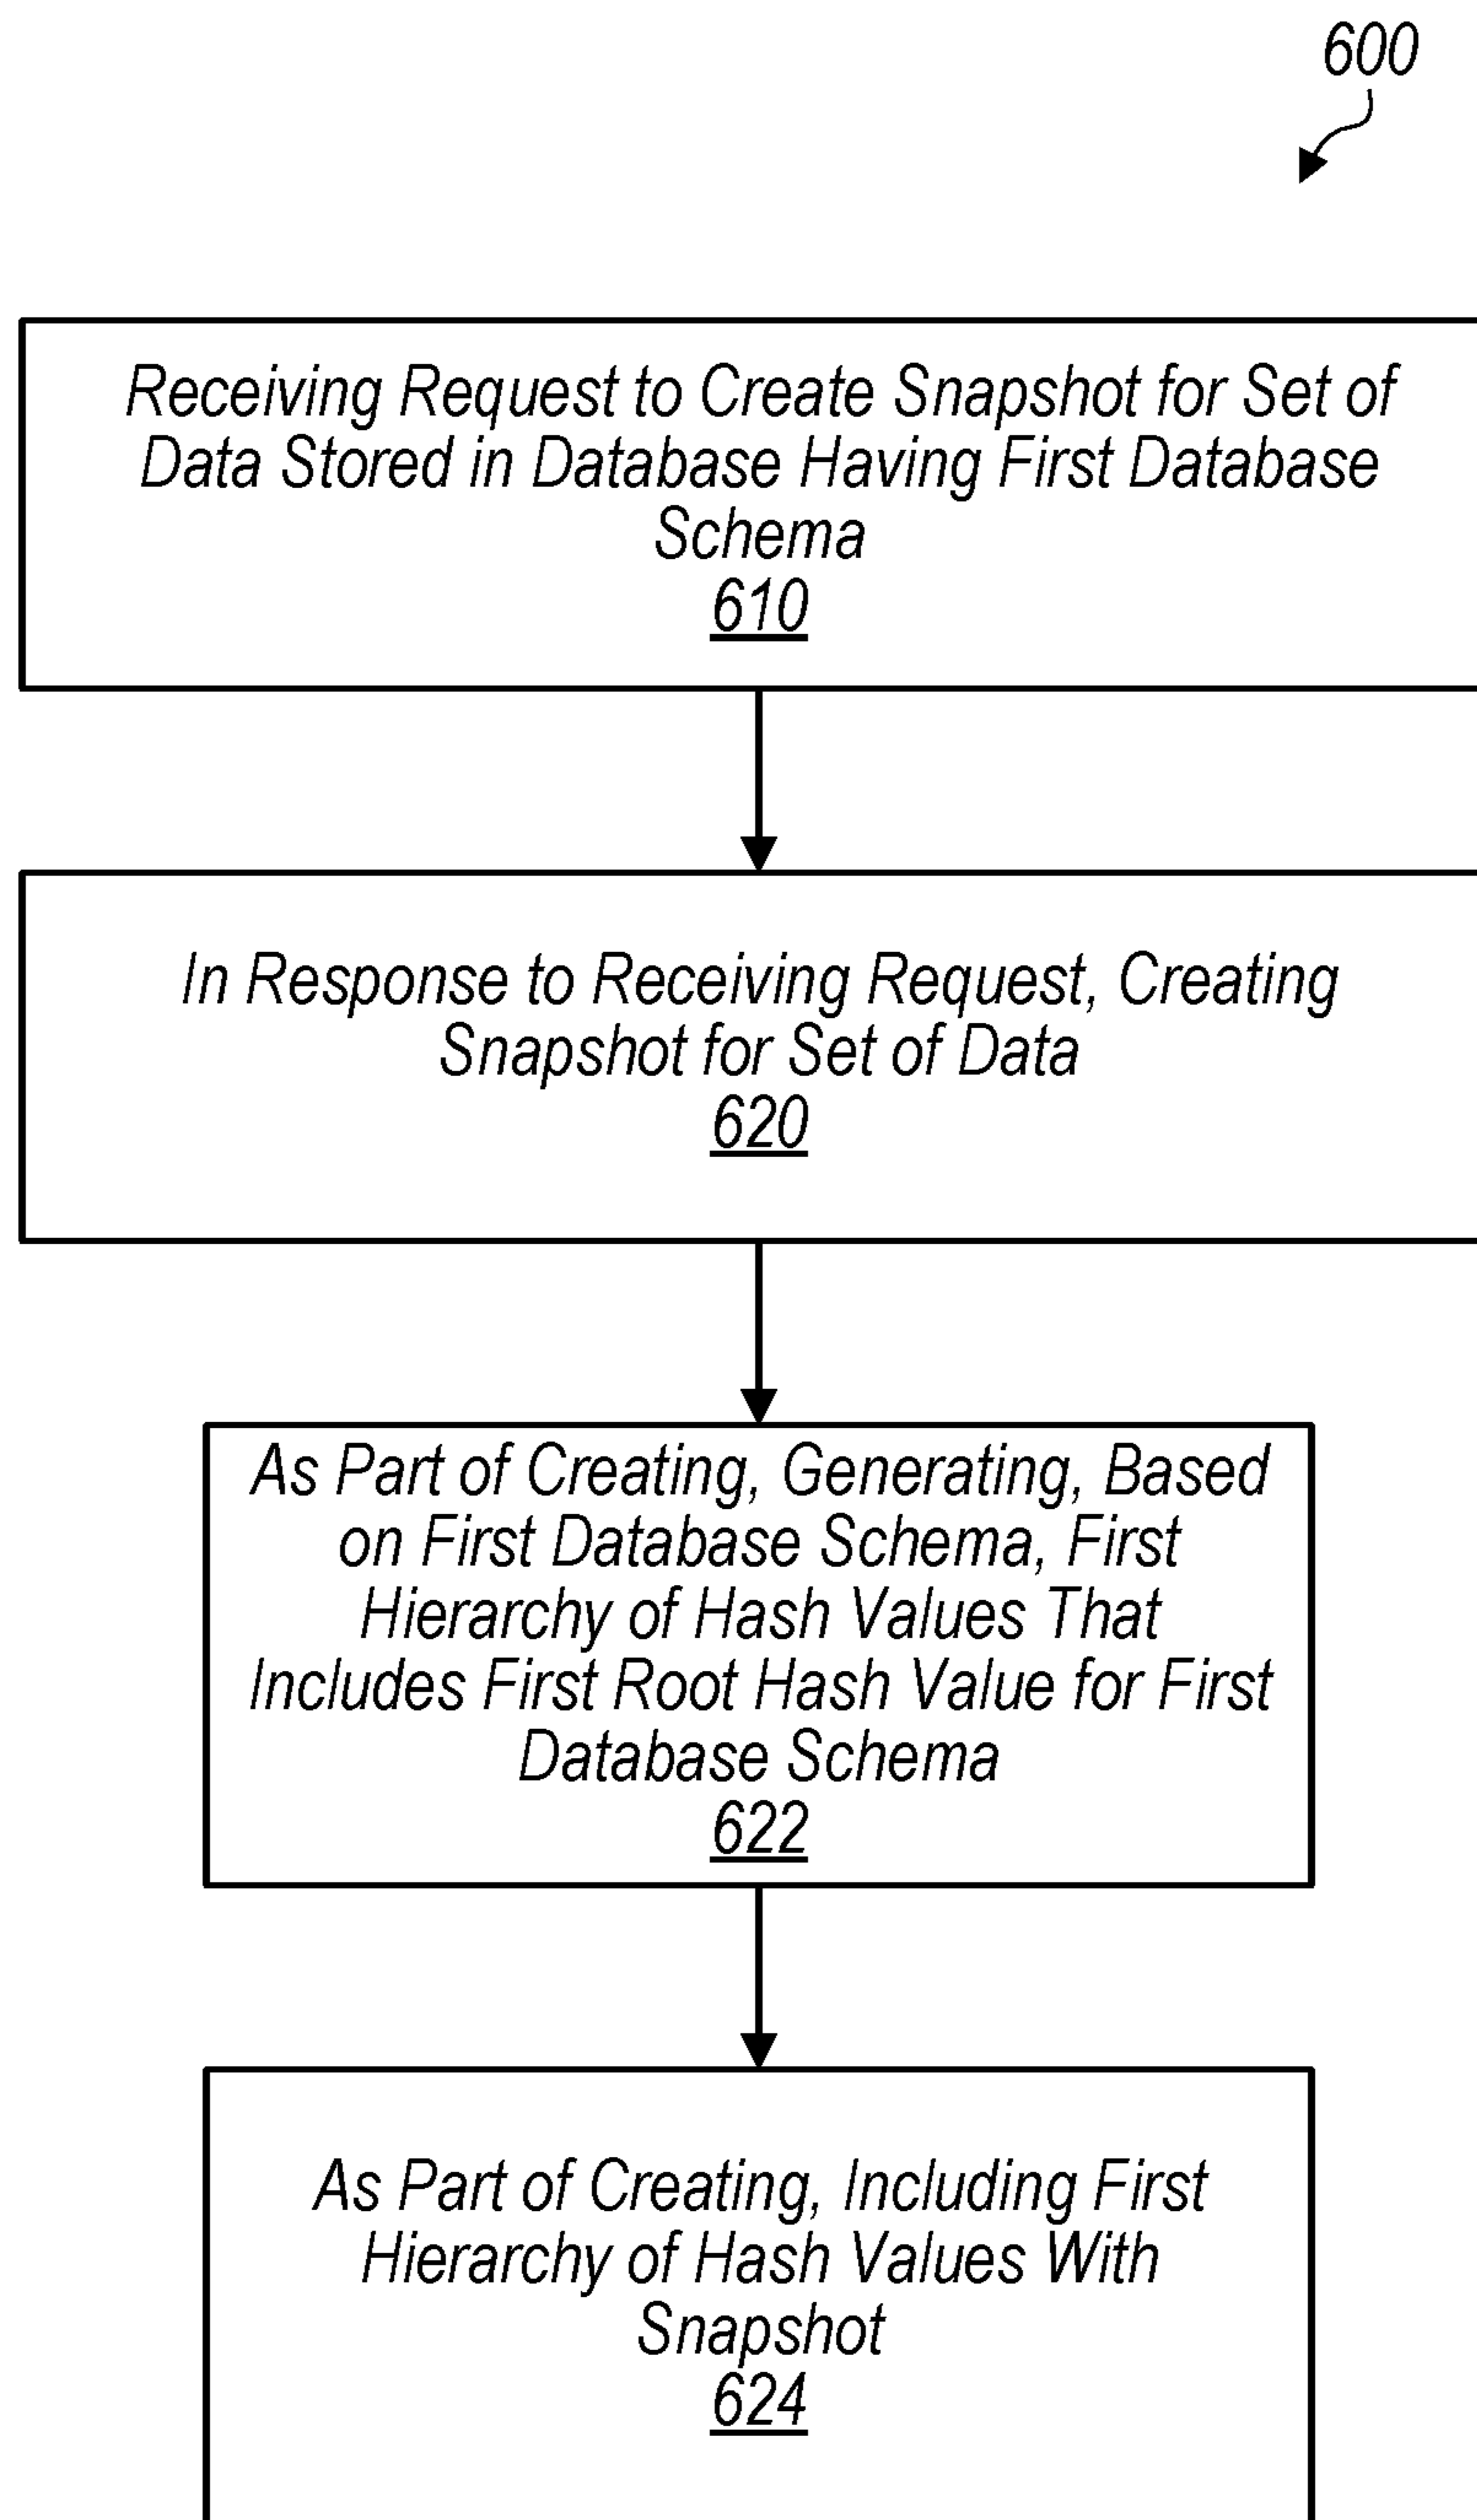 600
Receiving Request to Create Snapshot for Set of
Data Stored in Database Having First Database
Schema
610
In Response to Receiving Request, Creating
Snapshot for Set of Data
620
As Part of Creating, Generating, Based
on First Database Schema, First
Hierarchy of Hash Values That
Includes First Root Hash Value for First
Database Schema
622
As Part of Creating, Including First
Hierarchy of Hash Values With
Snapshot
624